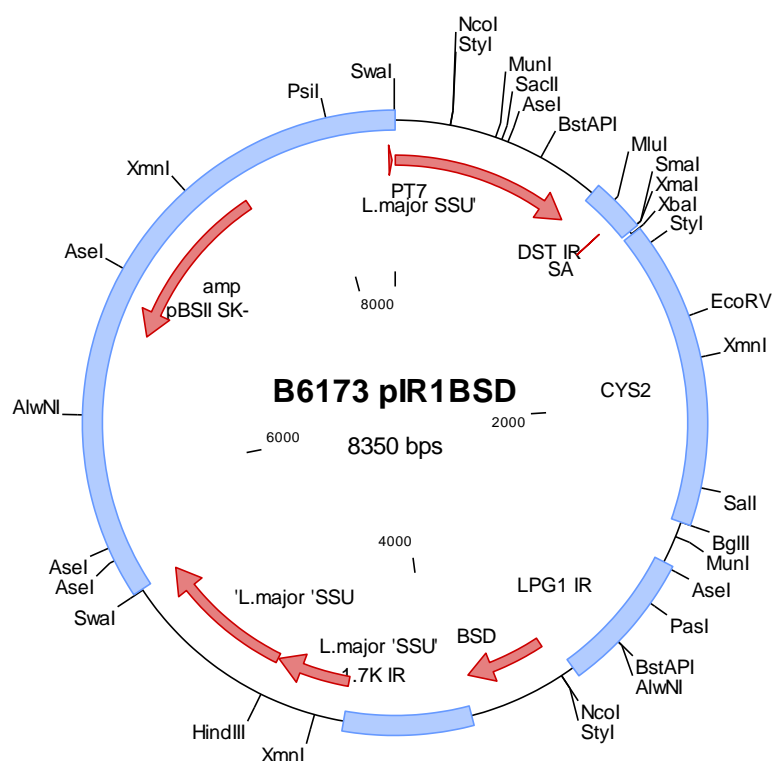 NcoI
StyI
MunI
SacII
AseI
BstAPI
SwaI
PsiI
XmnI
AseI
AlwNI
AseI
AseI
SwaI
HindIII
XmnI
MluI
SmaI
XmaI
XbaI
StyI
EcoRV
XmnI
SalI
BglII
MunI
AseI
PasI
BstAPI
AlwNI
NcoI
StyI
PT7
L.major SSU'
DST IR
SA
amp
pBSII SK-
8000
B6173 pIR1BSD
8350 bps
CYS2
2000
6000
4000
LPG1 IR
BSD
'L.major 'SSU
L.major 'SSU'
1.7K IR